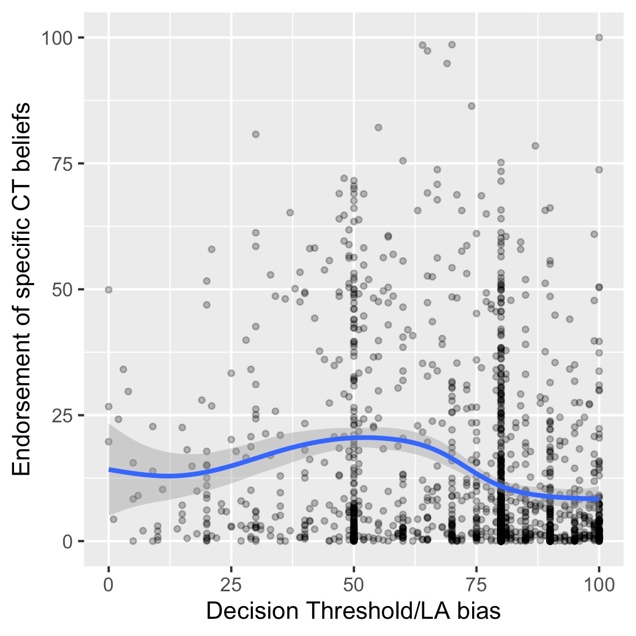 100
75
50
25
0
Endorsement of specific CT beliefs
0 25 50 75 100
Decision Threshold/LA bias